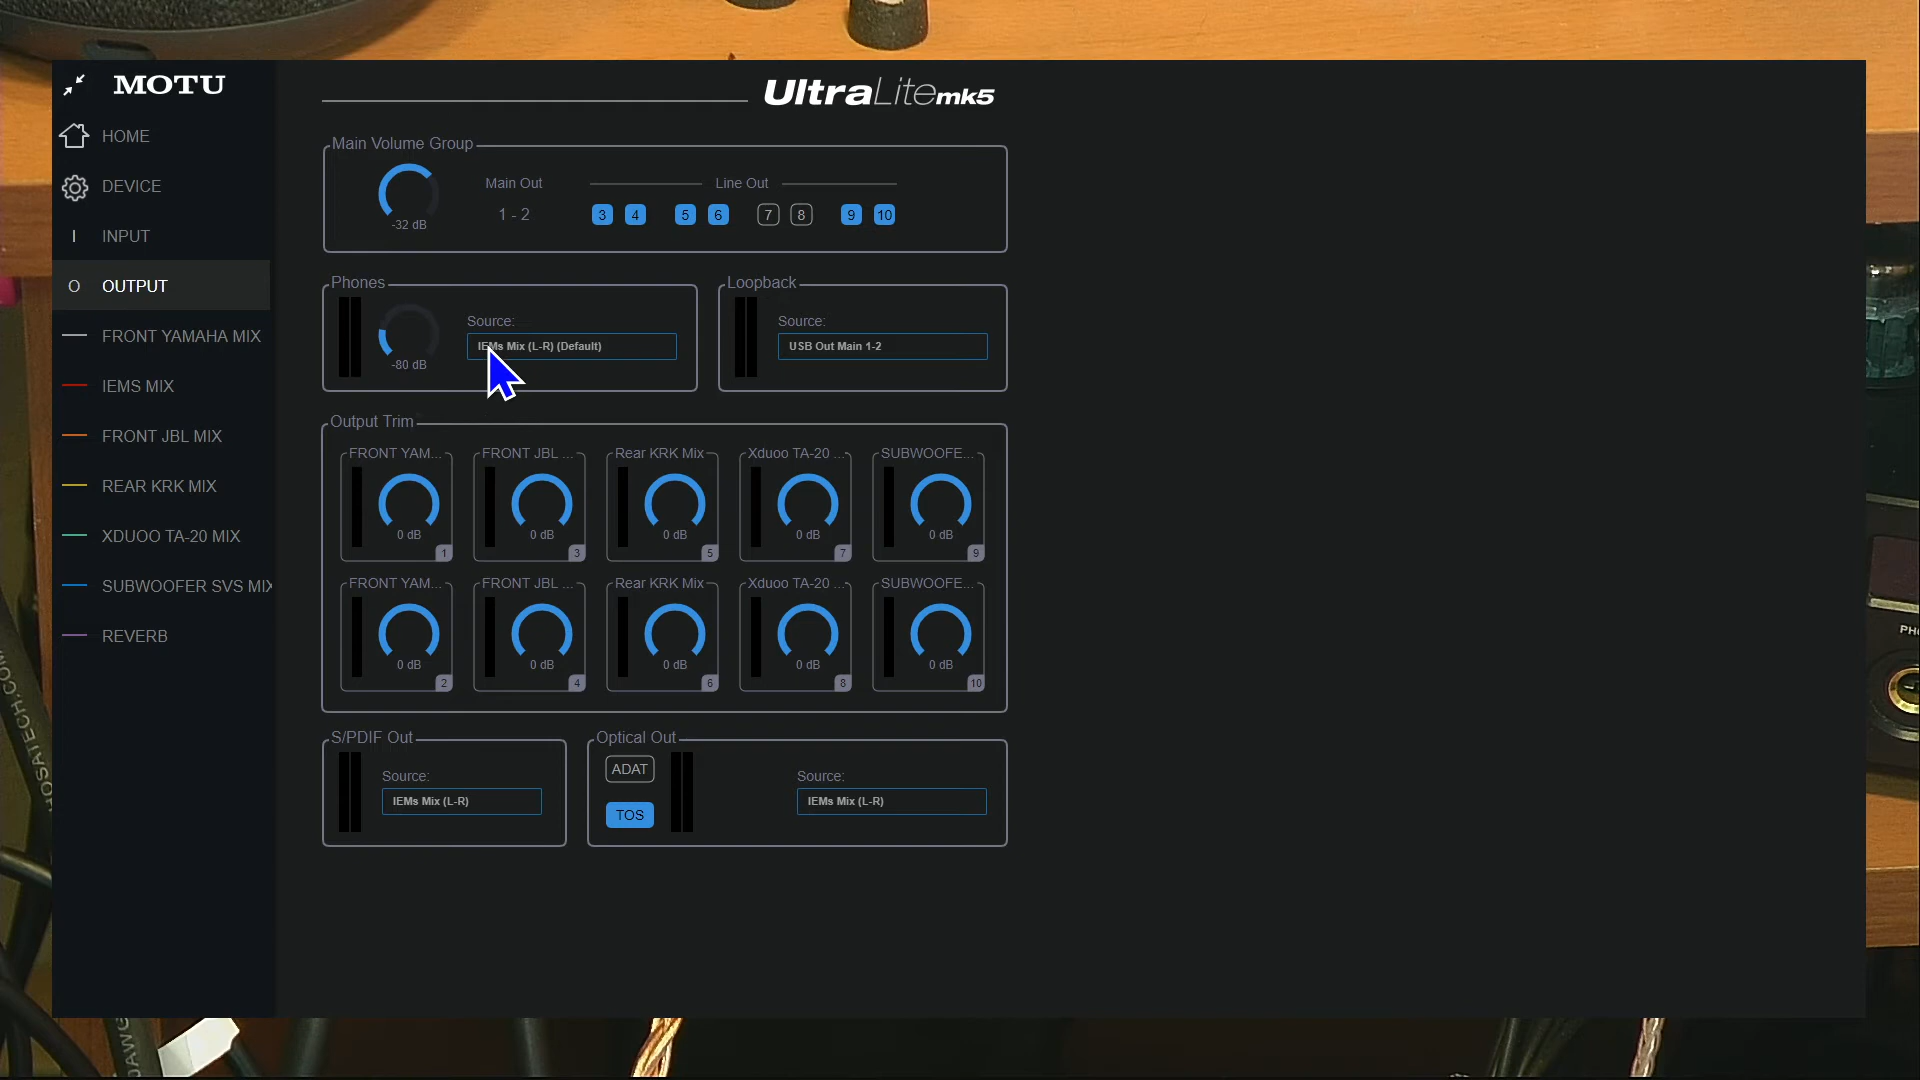 MOTU
HOME
DEVICE
I INPUT
O OUTPUT
FRONT YAMAHA MIX
IEMS MIX
FRONT JBL MIX
REAR KRK MIX
XDUOO TA-20 MIX
SUBWOOFER SVS MIX
REVERB
UltraLite mk5
Main Volume Group
-32 dB
Main Out
1 - 2
Line Out
3 4 5 6 7 8 9 10
Phones
-80 dB
Source:
IEMs Mix (L-R) (Default)
Loopback
Source:
USB Out Main 1-2
Output Trim
FRONT YAM... FRONT JBL ... Rear KRK Mix Xduoo TA-20 ... SUBWOOFE...
0 dB 0 dB 0 dB 0 dB 0 dB
1 3 5 7 9
FRONT YAM... FRONT JBL ... Rear KRK Mix Xduoo TA-20 ... SUBWOOFE...
0 dB 0 dB 0 dB 0 dB 0 dB
2 4 6 8 10
S/PDIF Out
Source:
IEMs Mix (L-R)
Optical Out
ADAT
TOS
Source:
IEMs Mix (L-R)
HOSATECH.COM
PH